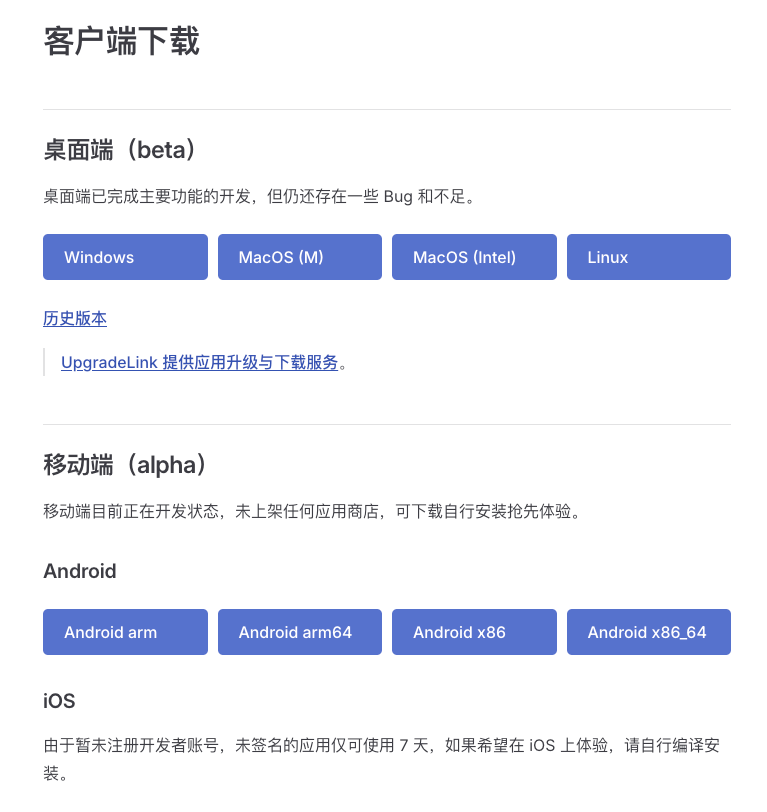 客户端下载
桌面端（beta）
桌面端已完成主要功能的开发，但仍还存在一些 Bug 和不足。
Windows
MacOS (M)
MacOS (Intel)
Linux
历史版本
UpgradeLink 提供应用升级与下载服务。
移动端（alpha）
移动端目前正在开发状态，未上架任何应用商店，可下载自行安装抢先体验。
Android
Android arm
Android arm64
Android x86
Android x86_64
iOS
由于暂未注册开发者账号，未签名的应用仅可使用 7 天，如果希望在 iOS 上体验，请自行编译安
装。